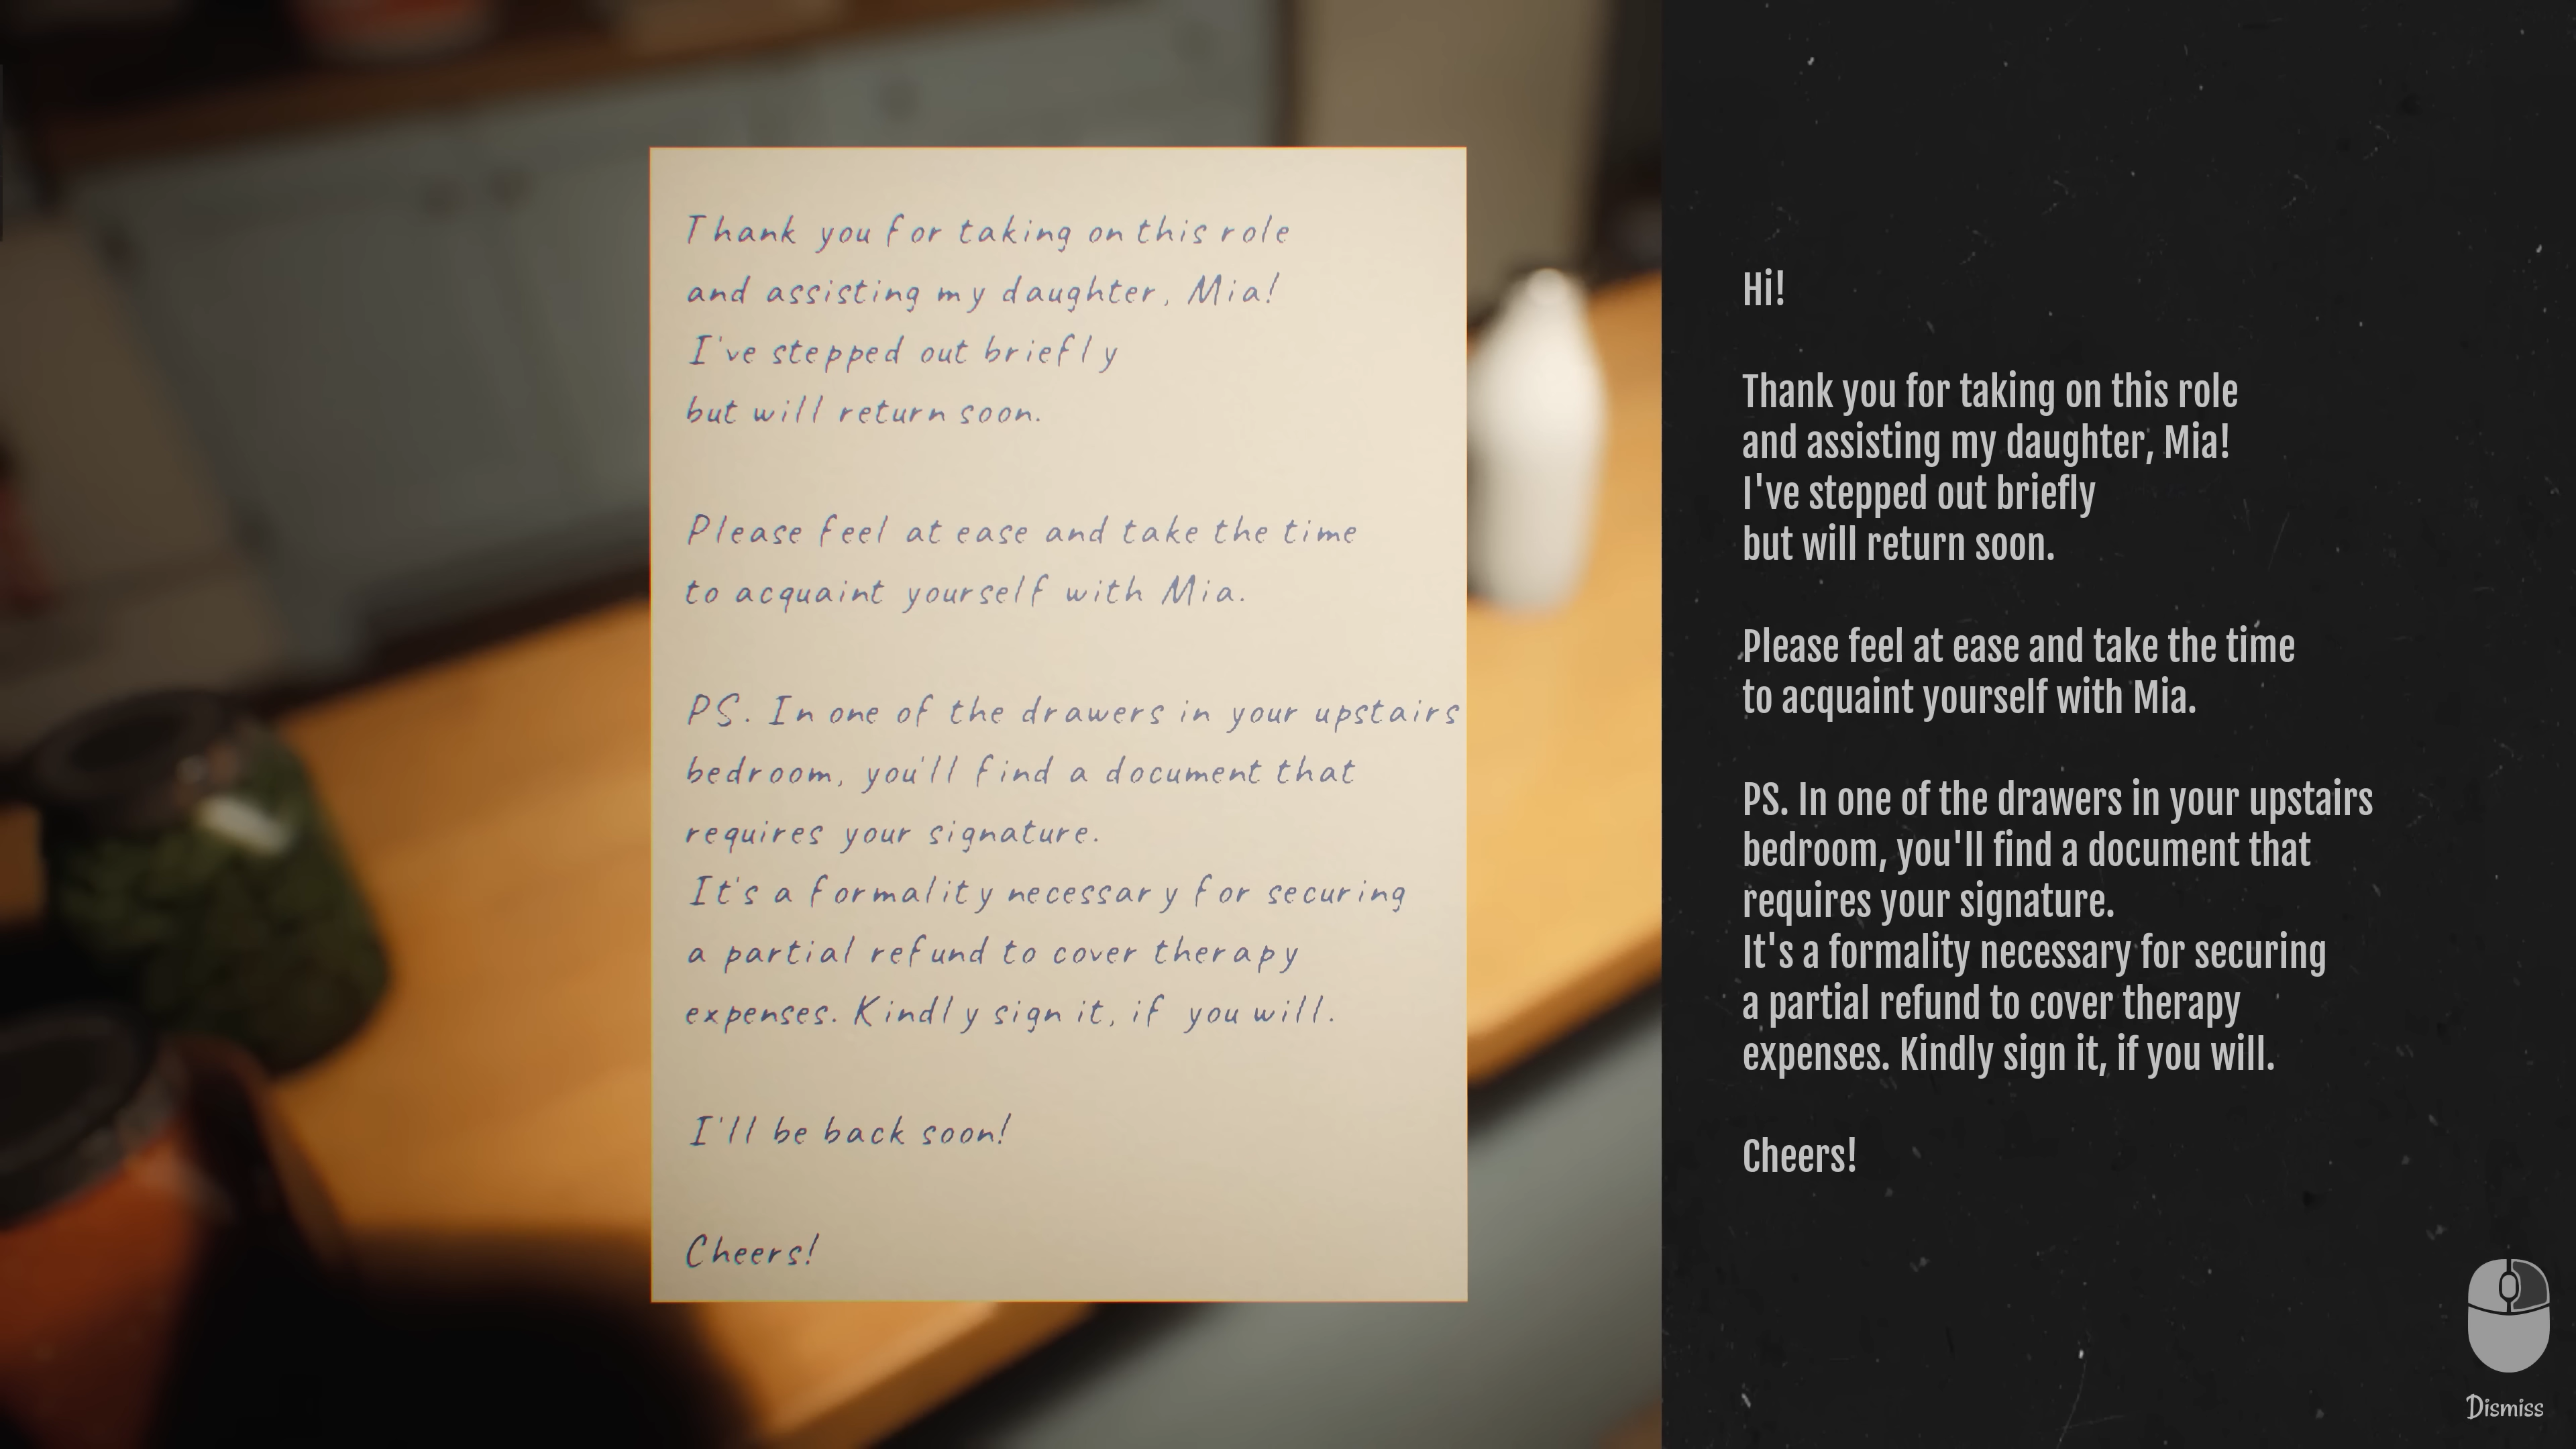 Thank you for taking on this role
and assisting my daughter, Mia!
I've stepped out briefly
but will return soon.
Please feel at ease and take the time
to acquaint yourself with Mia.
PS. In one of the drawers in your upstairs
bedroom, you'll find a document that
requires your signature.
It's a formality necessary for securing
a partial refund to cover therapy
expenses. Kindly sign it, if you will.
I'll be back soon!
Cheers!
Hi!
Thank you for taking on this role
and assisting my daughter, Mia!
I've stepped out briefly
but will return soon.
Please feel at ease and take the time
to acquaint yourself with Mia.
PS. In one of the drawers in your upstairs
bedroom, you'll find a document that
requires your signature.
It's a formality necessary for securing
a partial refund to cover therapy
expenses. Kindly sign it, if you will.
Cheers!
Dismiss